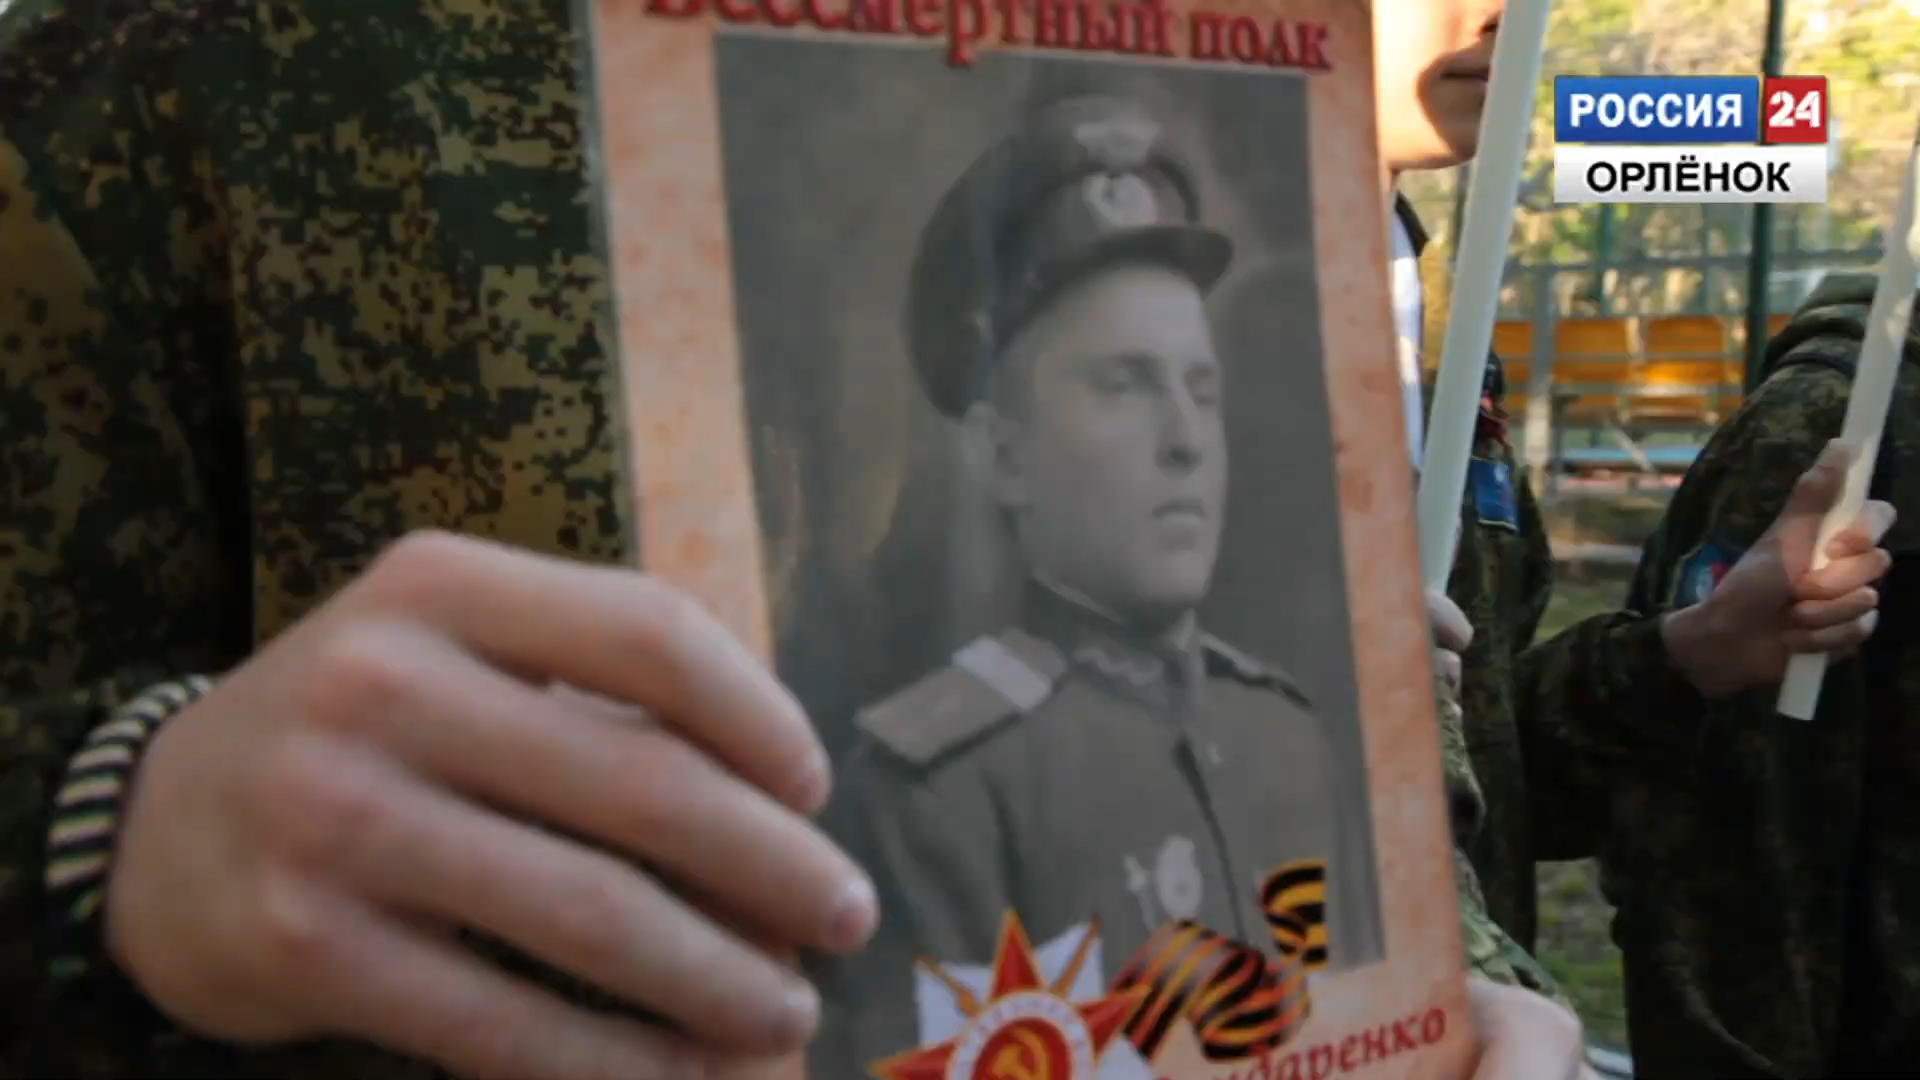 Бессмертный полк
РОССИЯ 24
ОРЛЁНОК